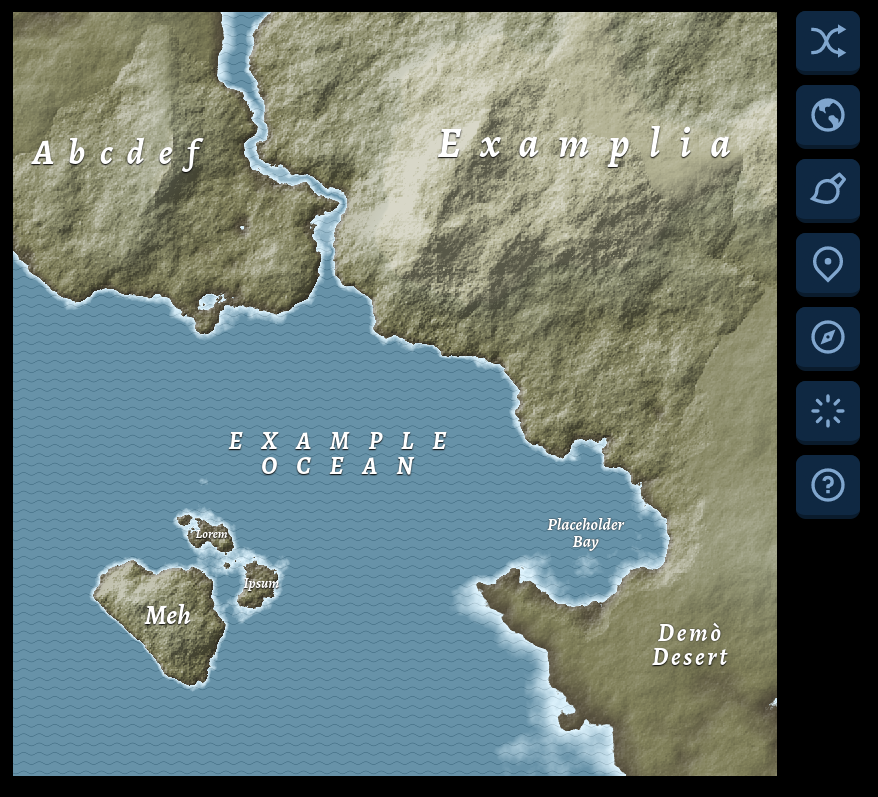 Examplia
Abcdef
EXAMPLE
OCEAN
Placeholder
Bay
Lorem
Ipsum
Meh
Demò
Desert